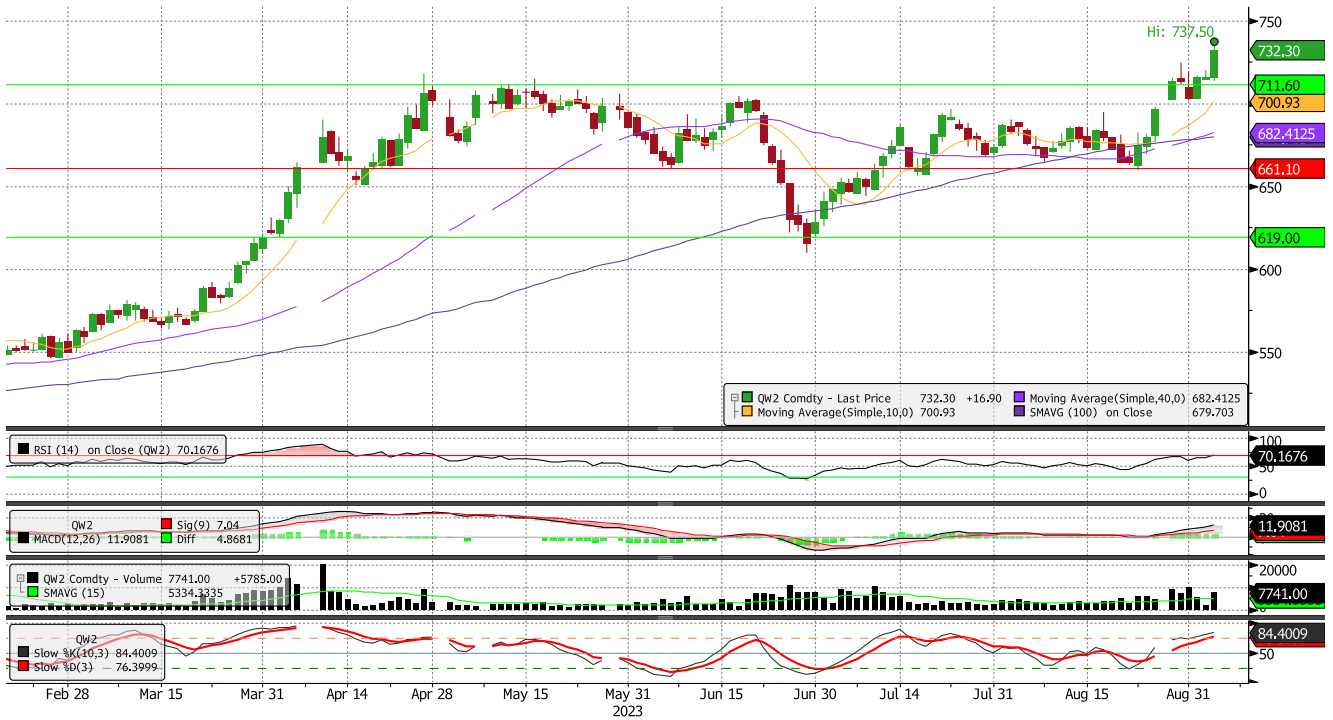 750
Hi: 737.50
732.30
711.60
700.93
682.4125
661.10
650
619.00
600
550
QW2 Comdty - Last Price 732.30 +16.90 Moving Average(Simple,40,0) 682.4125
Moving Average(Simple,10,0) 700.93 SMAVG (100) on Close 679.703
100
RSI (14) on Close (QW2) 70.1676
70.1676
50
0
QW2 Sig(9) 7.04
MACD(12,26) 11.9081 Diff 4.8681
11.9081
20000
QW2 Comdty - Volume 7741.00 +5785.00
SMAVG (15) 5334.3335
7741.00
0
QW2
Slow %K(10,3) 84.4009
Slow %D(3) 76.3999
84.4009
50
Feb 28 Mar 15 Mar 31 Apr 14 Apr 28 May 15 May 31 Jun 15 Jun 30 Jul 14 Jul 31 Aug 15 Aug 31
2023